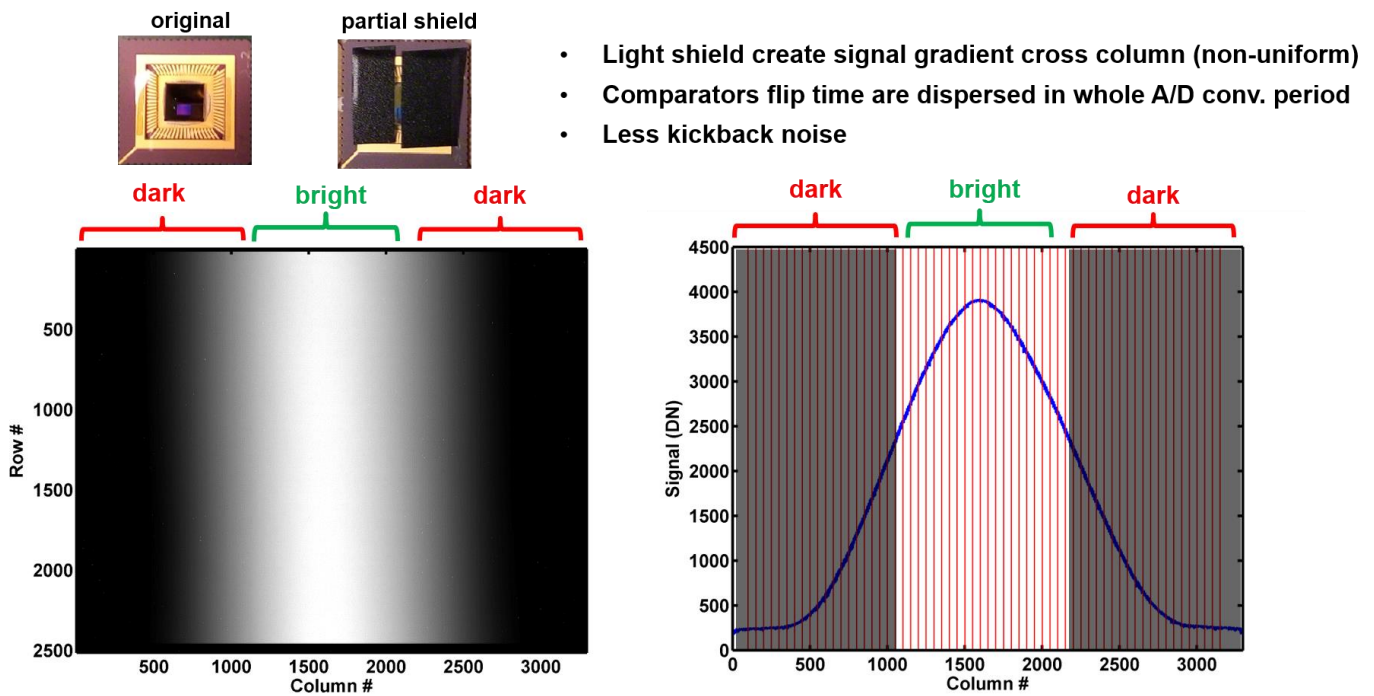 original
partial shield
• Light shield create signal gradient cross column (non-uniform)
• Comparators flip time are dispersed in whole A/D conv. period
• Less kickback noise
dark
bright
dark
500
1000
1500
2000
2500
Row #
500
1000
1500
2000
2500
3000
Column #
dark
bright
dark
4500
4000
3500
3000
2500
2000
1500
1000
500
0
Signal (DN)
0
500
1000
1500
2000
2500
3000
Column #